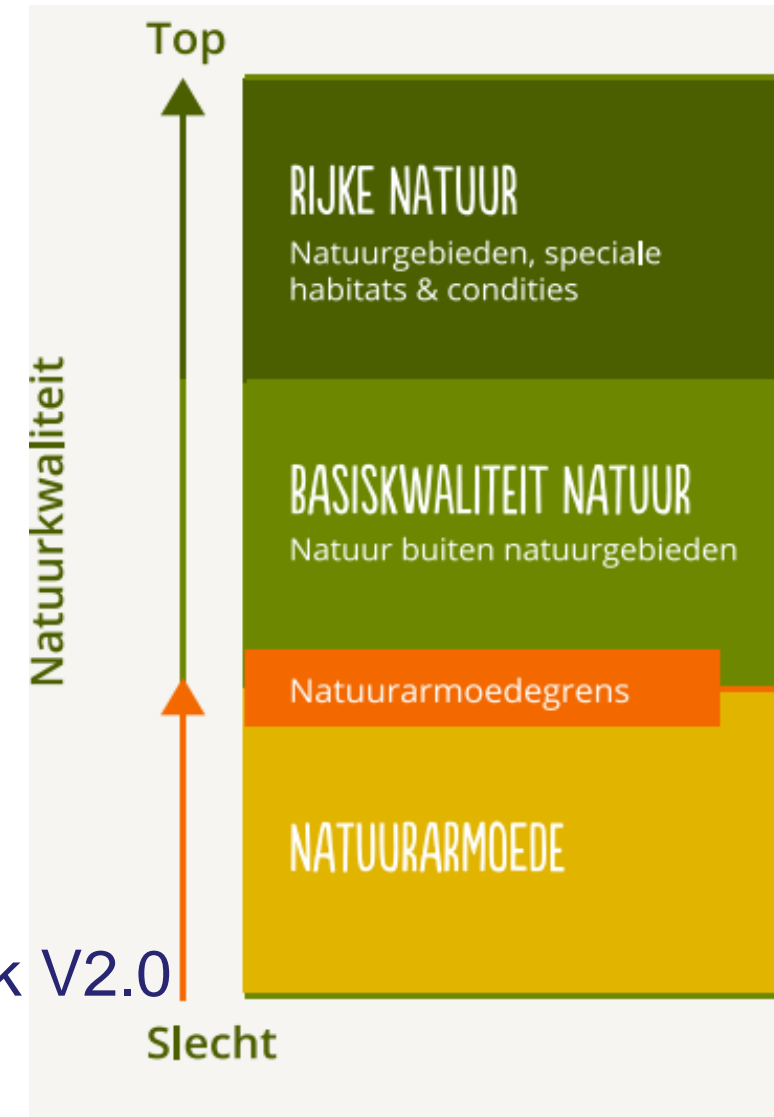 Top
RIJKE NATUUR
Natuurgebieden, speciale
habitats & condities
Natuurkwaliteit
BASISKWALITEIT NATUUR
Natuur buiten natuurgebieden
Natuurarmoedegrens
NATUURARMOEDE
k V2.0
Slecht